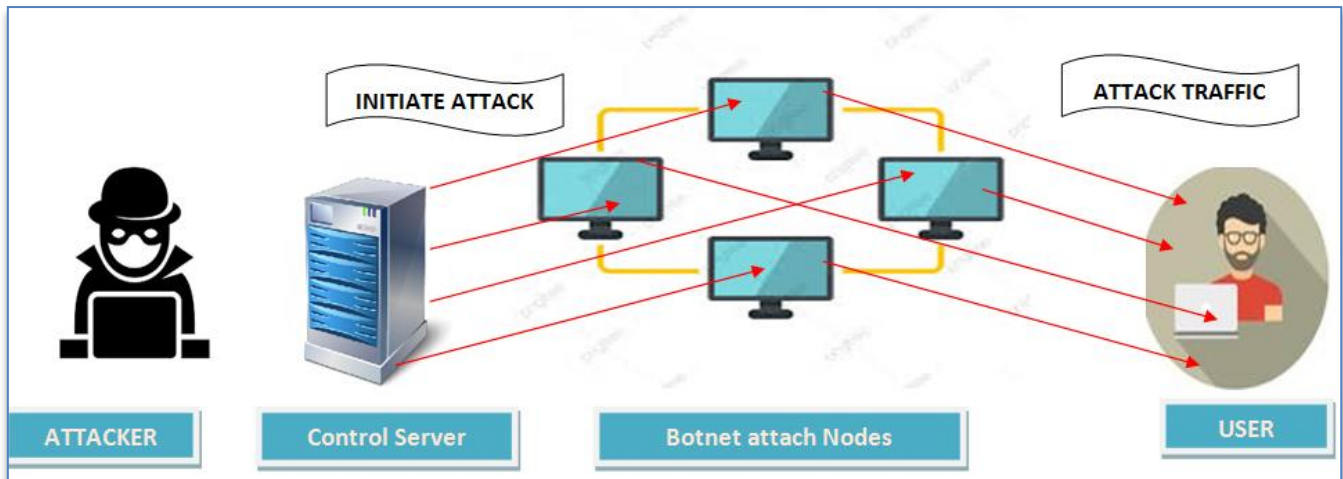 INITIATE ATTACK
ATTACK TRAFFIC
ATTACKER
Control Server
Botnet attach Nodes
USER